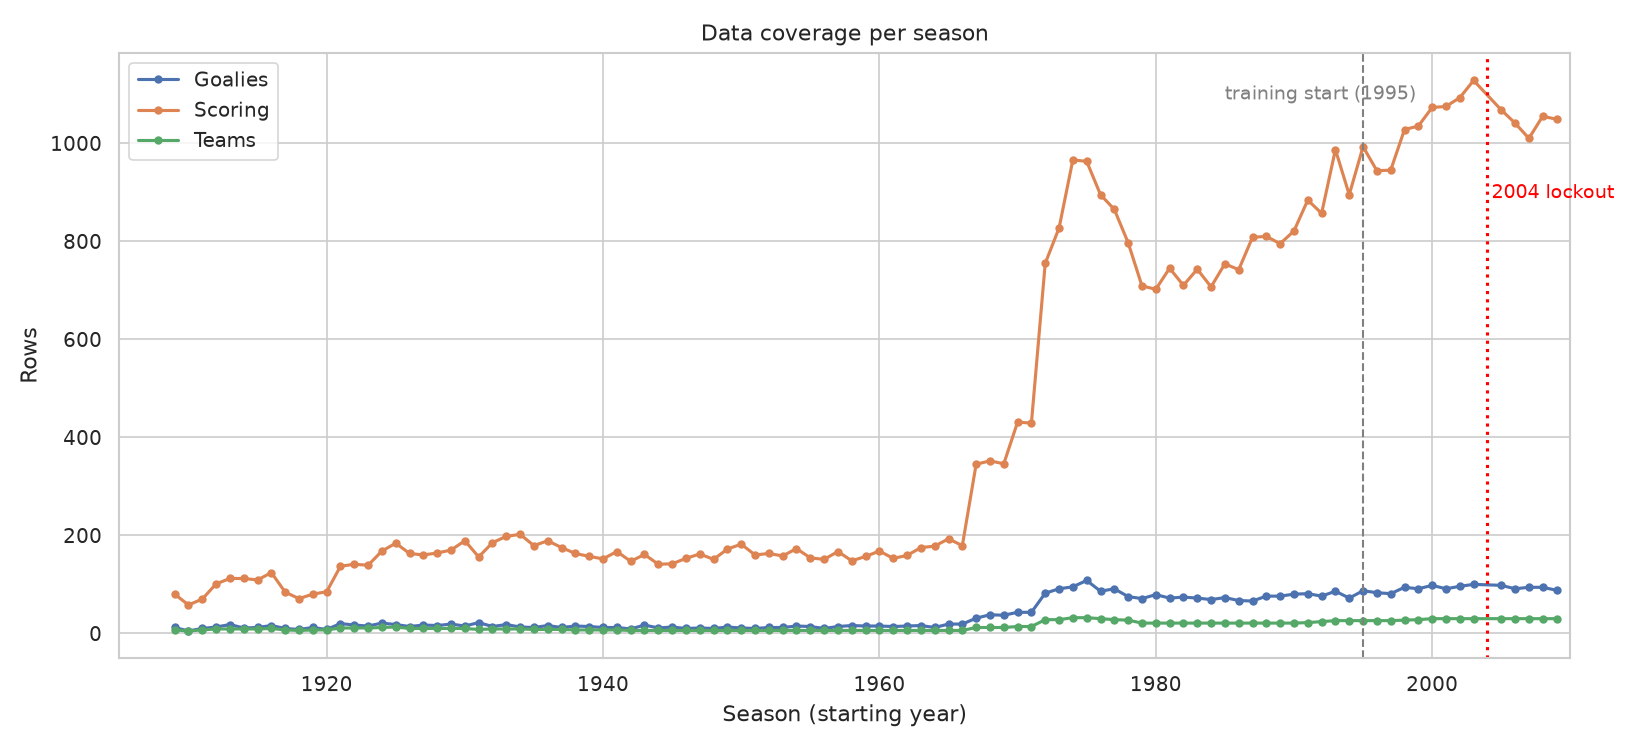 Data coverage per season
Goalies
Scoring
Teams
training start (1995)
2004 lockout
1000
800
600
400
200
0
Rows
1920
1940
1960
1980
2000
Season (starting year)